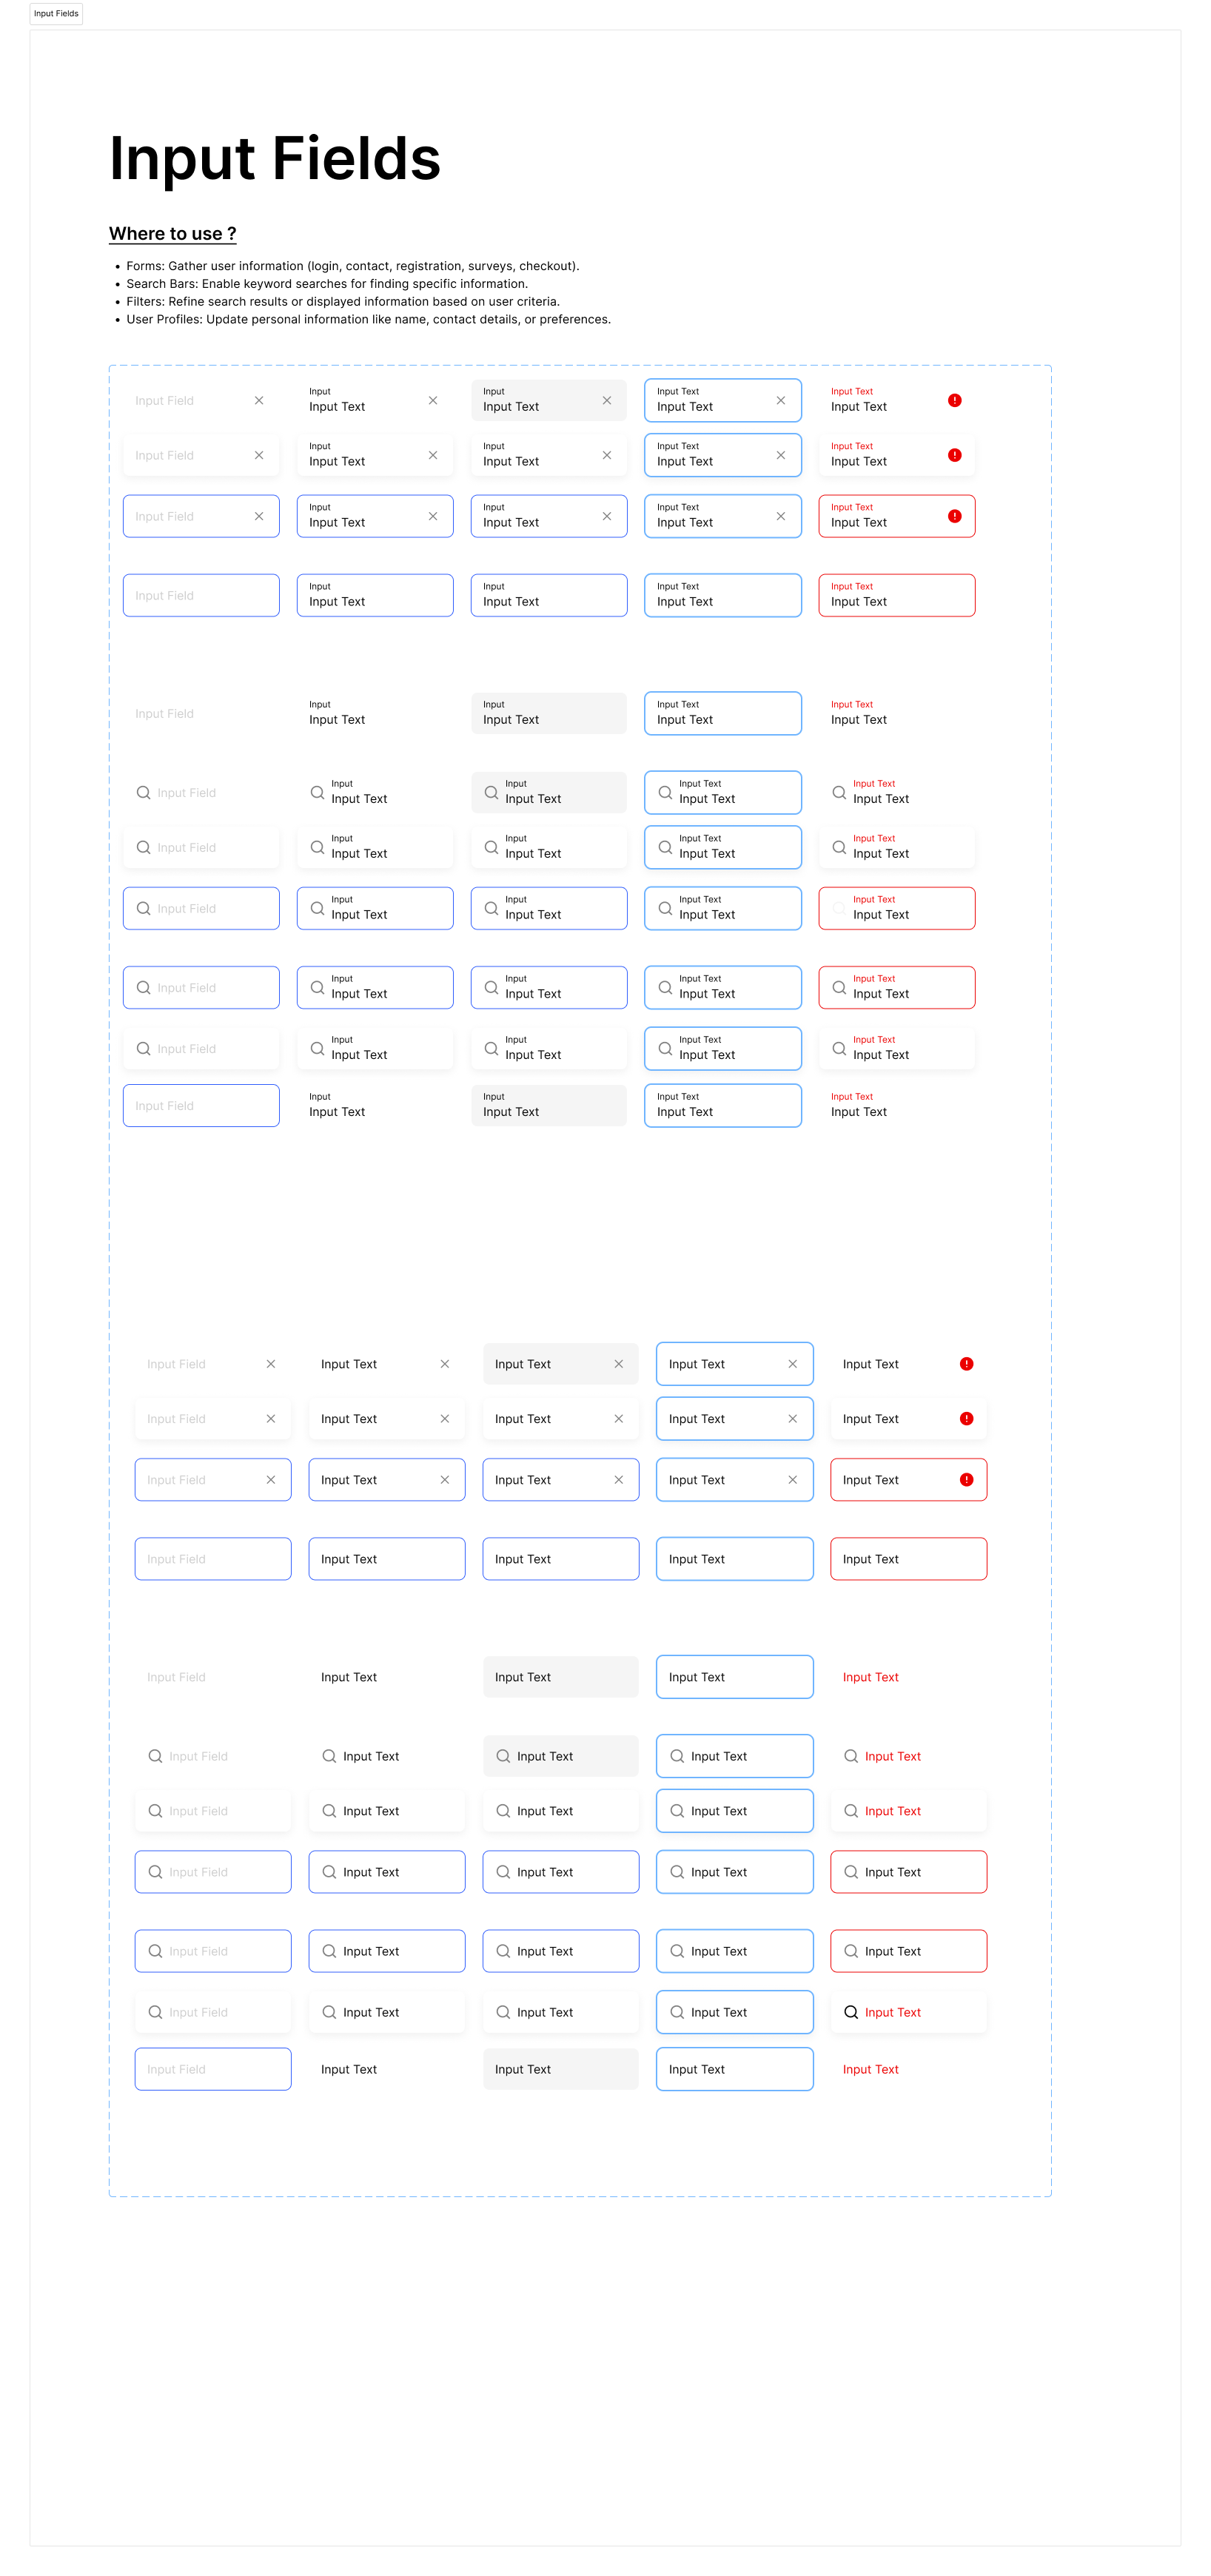 Input Fields
Input Fields
Where to use ?
• Forms: Gather user information (login, contact, registration, surveys, checkout).
• Search Bars: Enable keyword searches for finding specific information.
• Filters: Refine search results or displayed information based on user criteria.
• User Profiles: Update personal information like name, contact details, or preferences.
Input Input Input Text Input Text
Input Field Input Text Input Text Input Text Input Text
Input Input Input Text Input Text
Input Field Input Text Input Text Input Text Input Text
Input Input Input Text Input Text
Input Field Input Text Input Text Input Text Input Text
Input Input Input Text Input Text
Input Field Input Text Input Text Input Text Input Text
Input Input Input Text Input Text
Input Field Input Text Input Text Input Text Input Text
Input Input Input Text Input Text
Input Field Input Text Input Text Input Text Input Text
Input Input Input Text Input Text
Input Field Input Text Input Text Input Text Input Text
Input Input Input Text Input Text
Input Field Input Text Input Text Input Text Input Text
Input Input Input Text Input Text
Input Field Input Text Input Text Input Text Input Text
Input Input Input Text Input Text
Input Field Input Text Input Text Input Text Input Text
Input Input Input Text Input Text
Input Field Input Text Input Text Input Text Input Text
Input Field Input Text Input Text Input Text Input Text
Input Field Input Text Input Text Input Text Input Text
Input Field Input Text Input Text Input Text Input Text
Input Field Input Text Input Text Input Text Input Text
Input Field Input Text Input Text Input Text Input Text
Input Field Input Text Input Text Input Text Input Text
Input Field Input Text Input Text Input Text Input Text
Input Field Input Text Input Text Input Text Input Text
Input Field Input Text Input Text Input Text Input Text
Input Field Input Text Input Text Input Text Input Text
Input Field Input Text Input Text Input Text Input Text